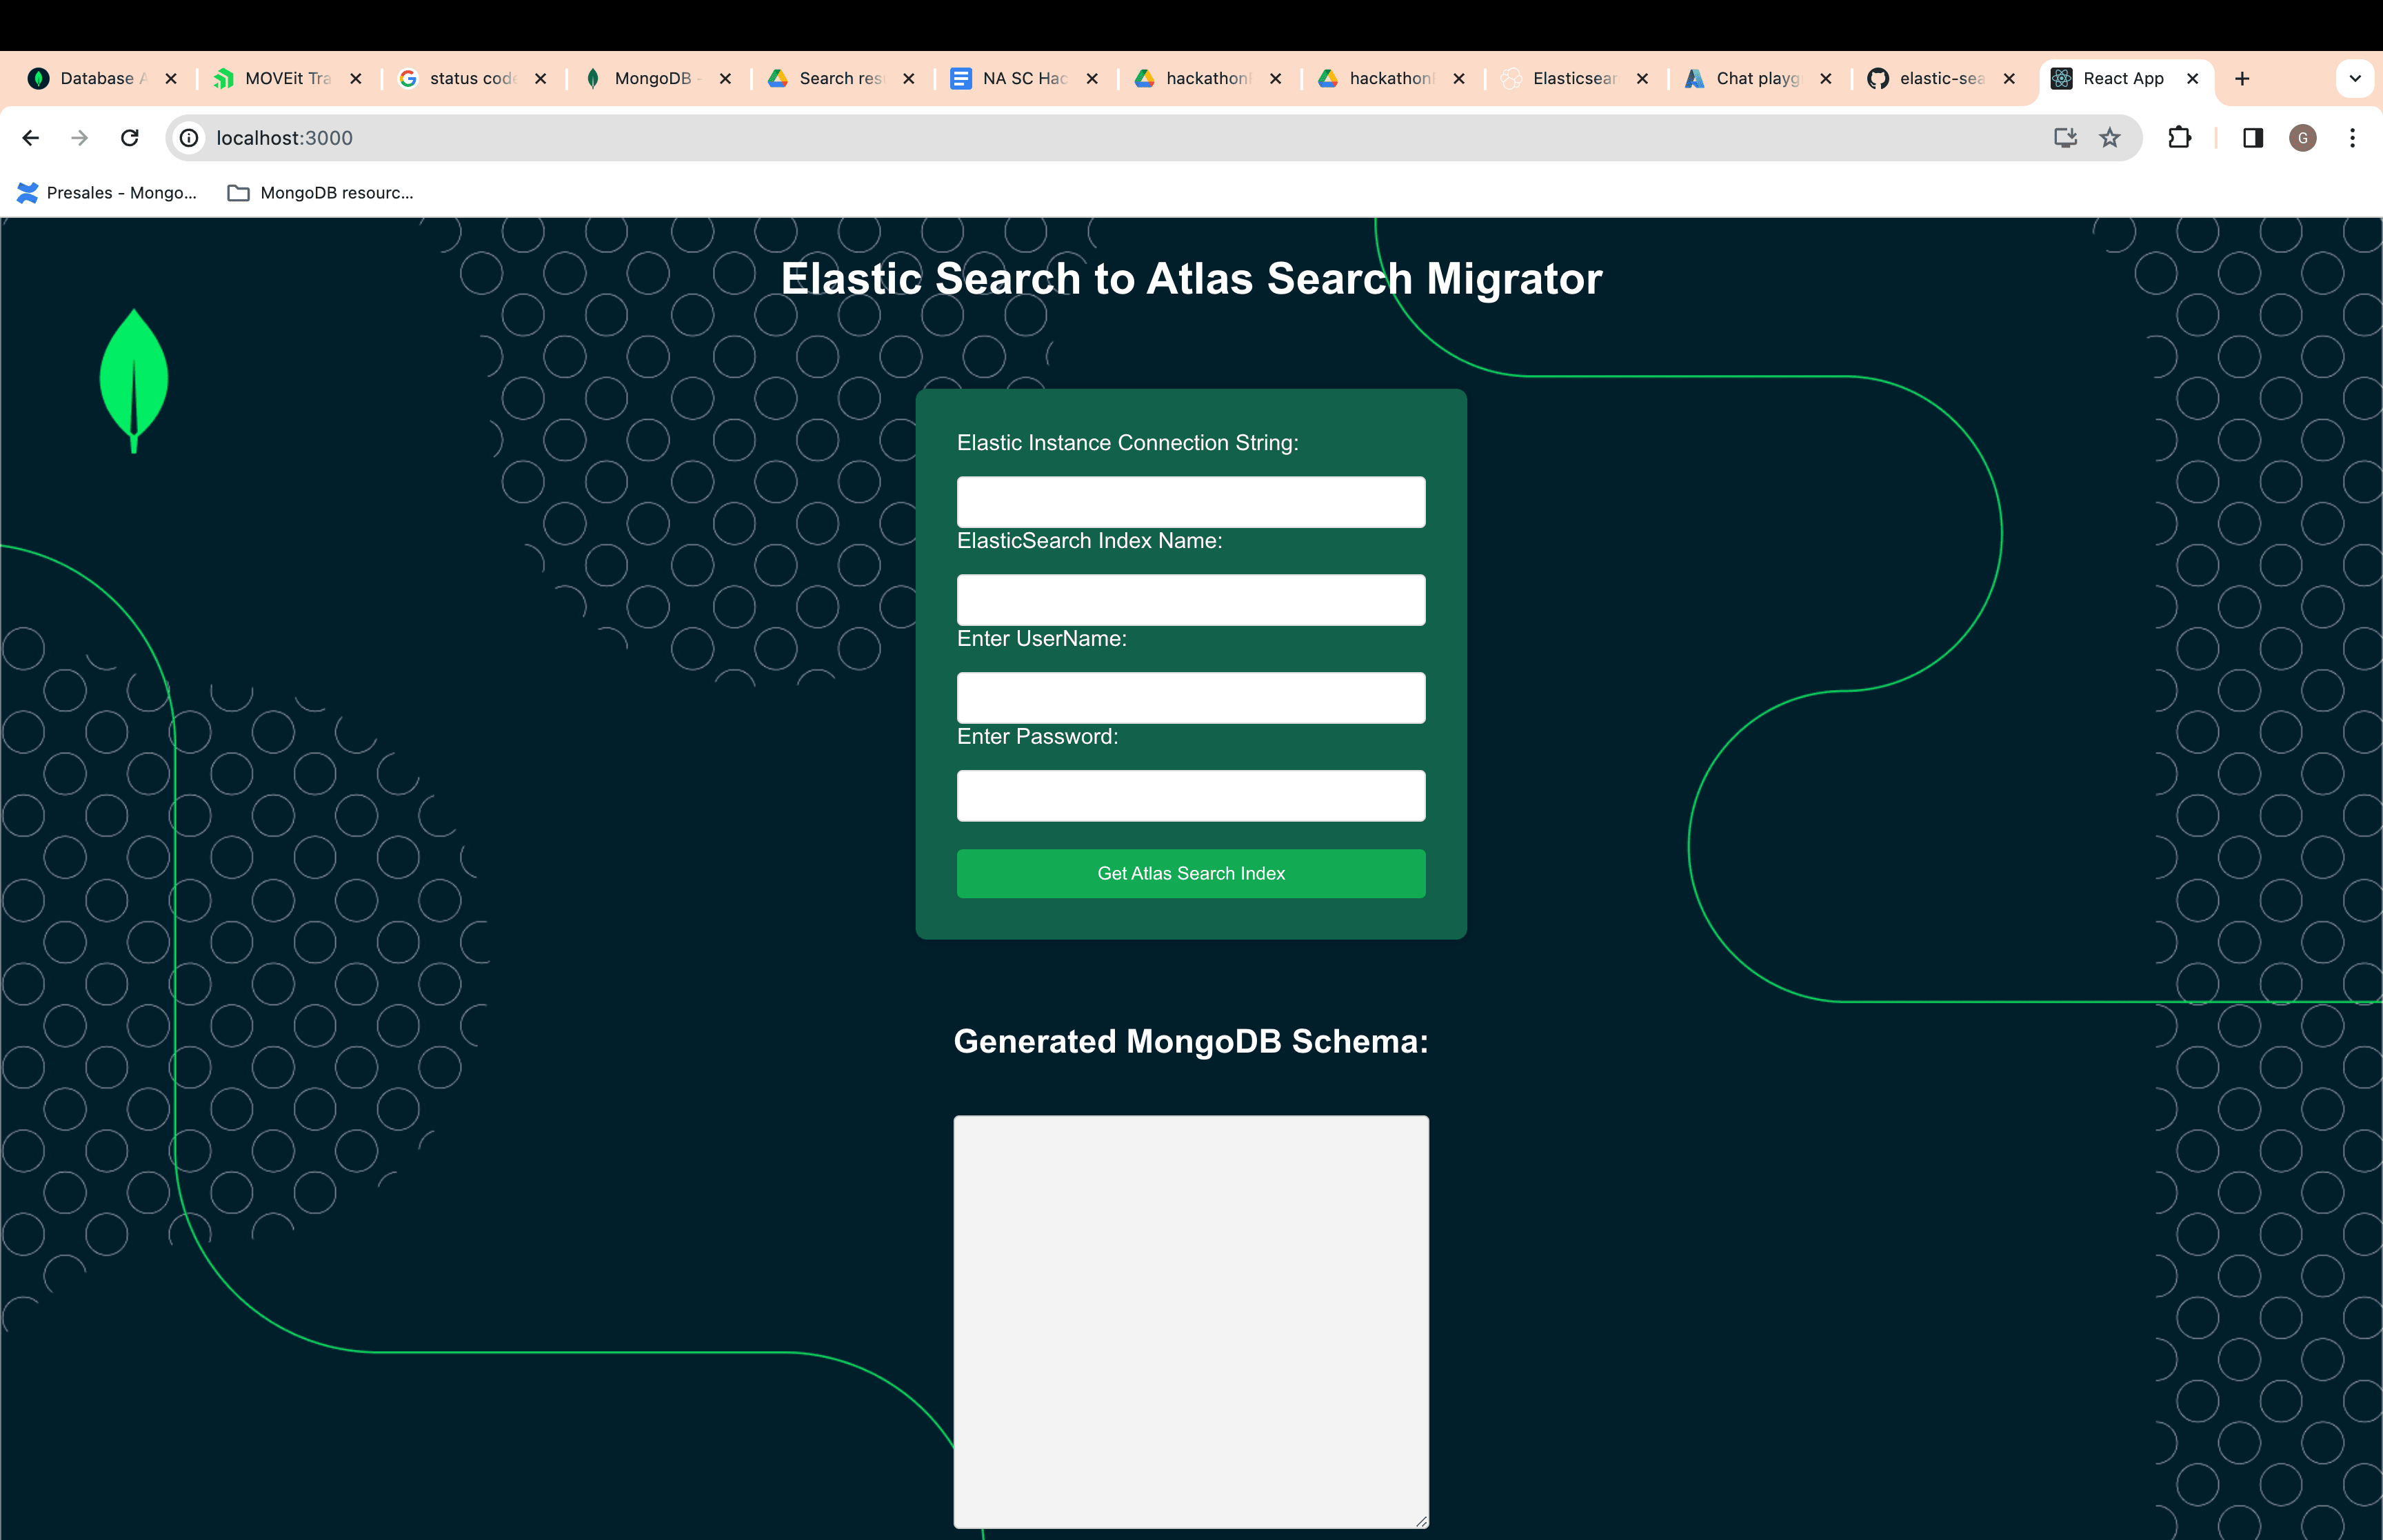 Database
MOVEit Tra
status code
MongoDB -
Search res
NA SC Hac
hackathon
hackathon
Elasticsear
Chat playg
elastic-sea
React App
localhost:3000
G
Presales - Mongo...
MongoDB resourc...
Elastic Search to Atlas Search Migrator
Elastic Instance Connection String:
ElasticSearch Index Name:
Enter UserName:
Enter Password:
Get Atlas Search Index
Generated MongoDB Schema: